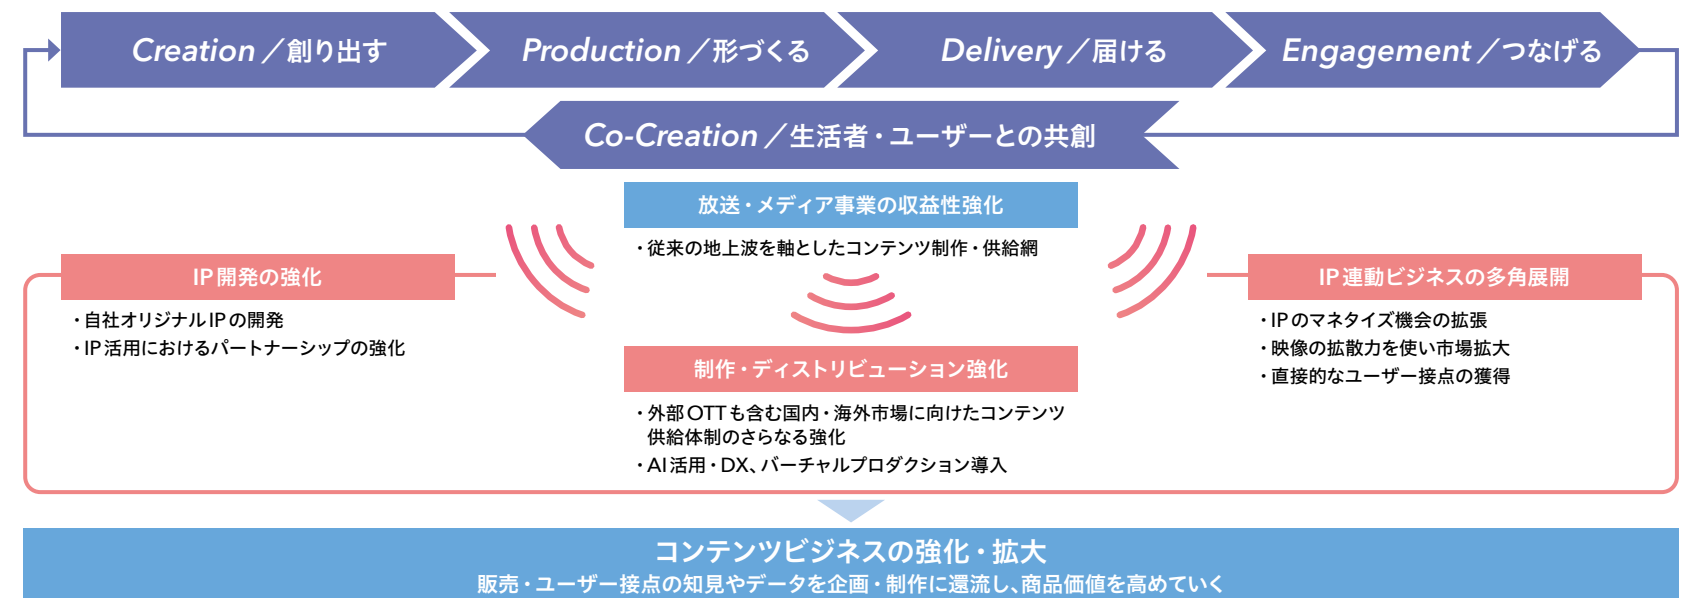 Creation／創り出す
Production／形づくる
Delivery／届ける
Engagement／つなげる
Co-Creation／生活者・ユーザーとの共創
放送・メディア事業の収益性強化
・従来の地上波を軸としたコンテンツ制作・供給網
IP開発の強化
・自社オリジナルIPの開発
・IP活用におけるパートナーシップの強化
制作・ディストリビューション強化
・外部OTTも含む国内・海外市場に向けたコンテンツ
供給体制のさらなる強化
・AI活用・DX、バーチャルプロダクション導入
IP連動ビジネスの多角展開
・IPのマネタイズ機会の拡張
・映像の拡散力を使い市場拡大
・直接的なユーザー接点の獲得
コンテンツビジネスの強化・拡大
販売・ユーザー接点の知見やデータを企画・制作に還流し、商品価値を高めていく